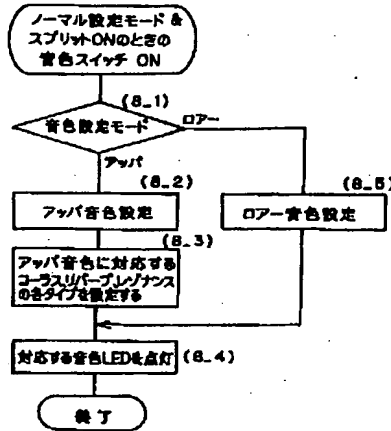 ノーマル設定モード &
スプリットONのときの
音色スイッチ ON
(8_1)
音色設定モード
ロアー
アッパ
(8_2)
アッパ音色設定
(8_5)
ロアー音色設定
(8_3)
アッパ音色に対応する
コーラス,リバーブ,レゾナンス
の各タイプを設定する
対応する音色LEDを点灯
(8_4)
終了